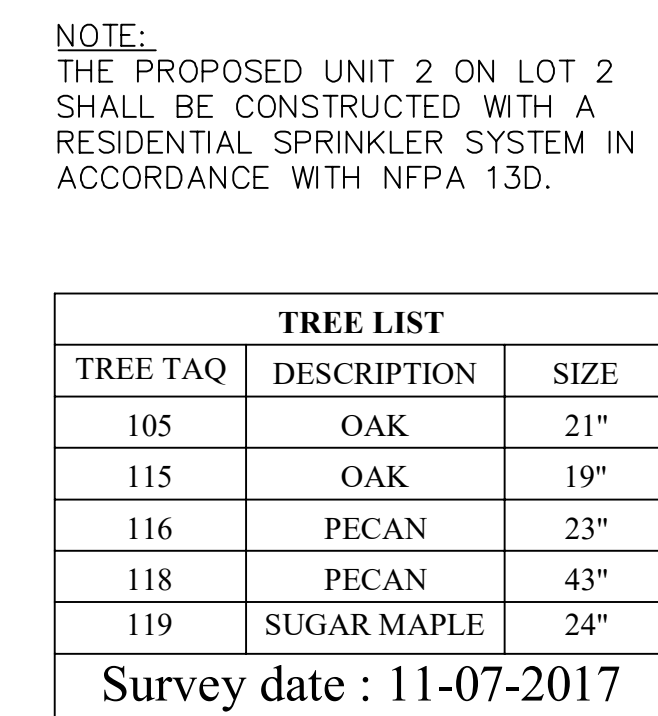 NOTE:
THE PROPOSED UNIT 2 ON LOT 2
SHALL BE CONSTRUCTED WITH A
RESIDENTIAL SPRINKLER SYSTEM IN
ACCORDANCE WITH NFPA 13D.
TREE LIST
TREE TAQ DESCRIPTION SIZE
105 OAK 21"
115 OAK 19"
116 PECAN 23"
118 PECAN 43"
119 SUGAR MAPLE 24"
Survey date : 11-07-2017